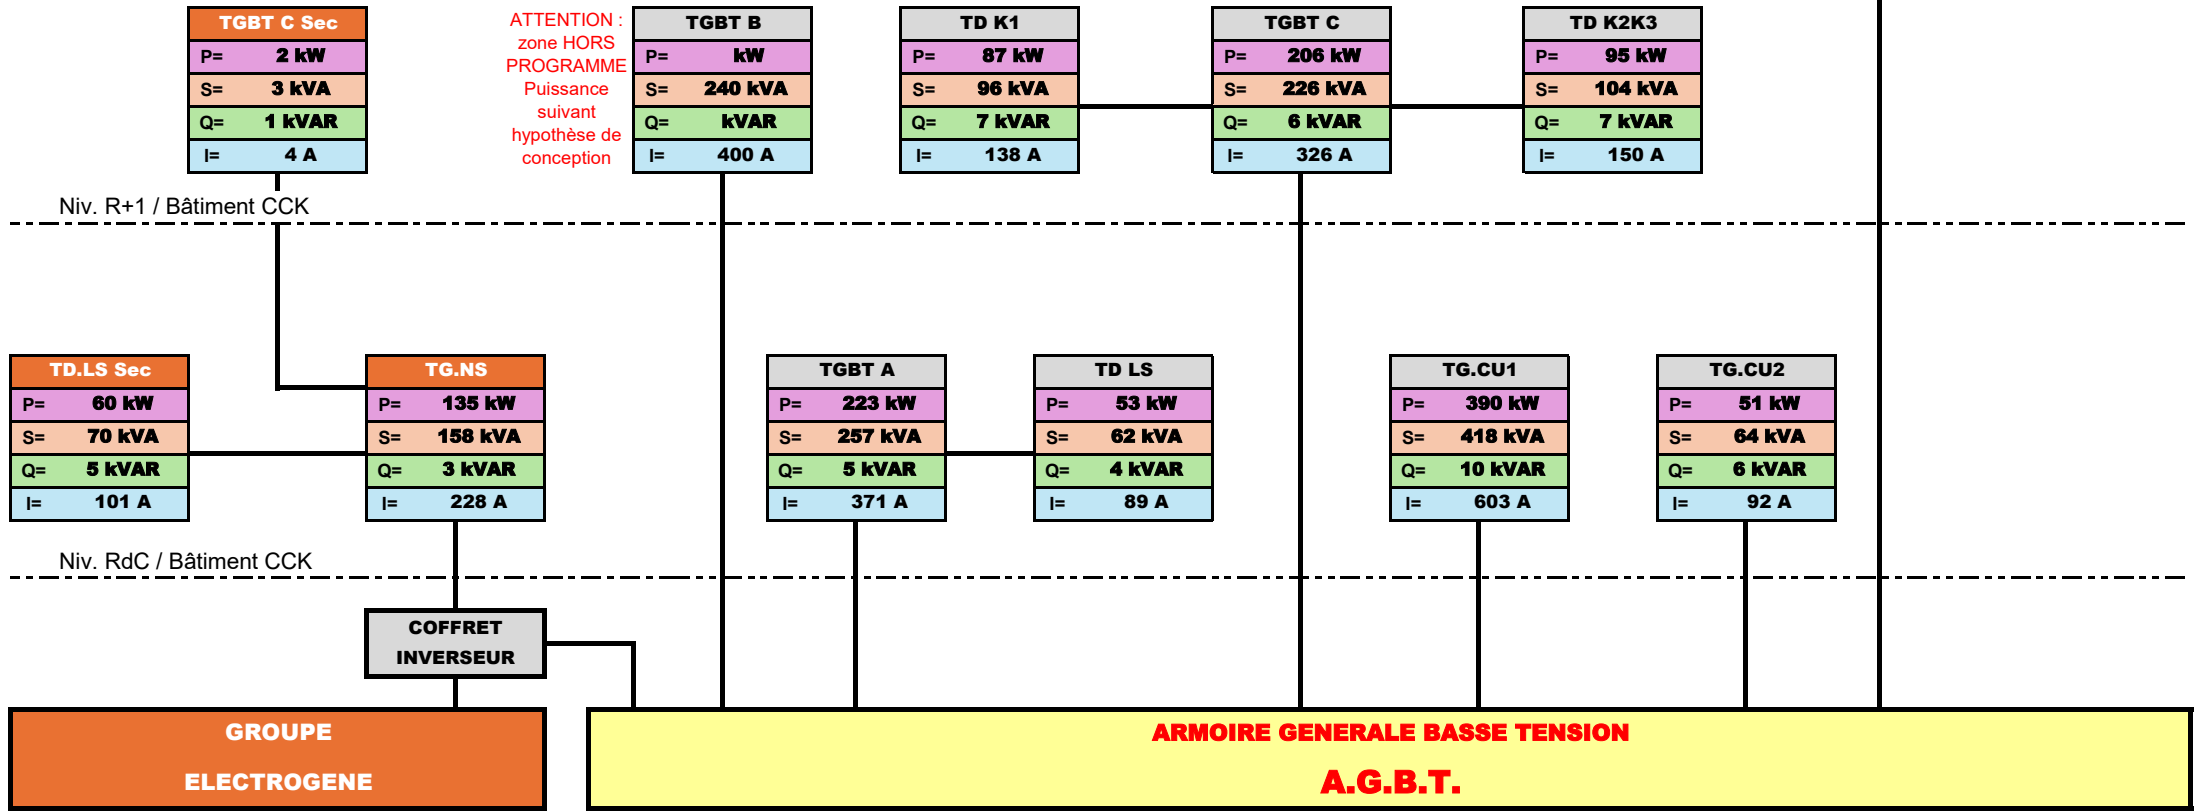 TGBT C Sec
P= 2 kW
S= 3 kVA
Q= 1 kVAR
I= 4 A
ATTENTION :
zone HORS
PROGRAMME
Puissance
suivant
hypothèse de
conception
TGBT B
P= kW
S= 240 kVA
Q= kVAR
I= 400 A
TD K1
P= 87 kW
S= 96 kVA
Q= 7 kVAR
I= 138 A
TGBT C
P= 206 kW
S= 226 kVA
Q= 6 kVAR
I= 326 A
TD K2K3
P= 95 kW
S= 104 kVA
Q= 7 kVAR
I= 150 A
Niv. R+1 / Bâtiment CCK
TD.LS Sec
P= 60 kW
S= 70 kVA
Q= 5 kVAR
I= 101 A
TG.NS
P= 135 kW
S= 158 kVA
Q= 3 kVAR
I= 228 A
TGBT A
P= 223 kW
S= 257 kVA
Q= 5 kVAR
I= 371 A
TD LS
P= 53 kW
S= 62 kVA
Q= 4 kVAR
I= 89 A
TG.CU1
P= 390 kW
S= 418 kVA
Q= 10 kVAR
I= 603 A
TG.CU2
P= 51 kW
S= 64 kVA
Q= 6 kVAR
I= 92 A
Niv. RdC / Bâtiment CCK
COFFRET
INVERSEUR
GROUPE
ELECTROGENE
ARMOIRE GENERALE BASSE TENSION
A.G.B.T.